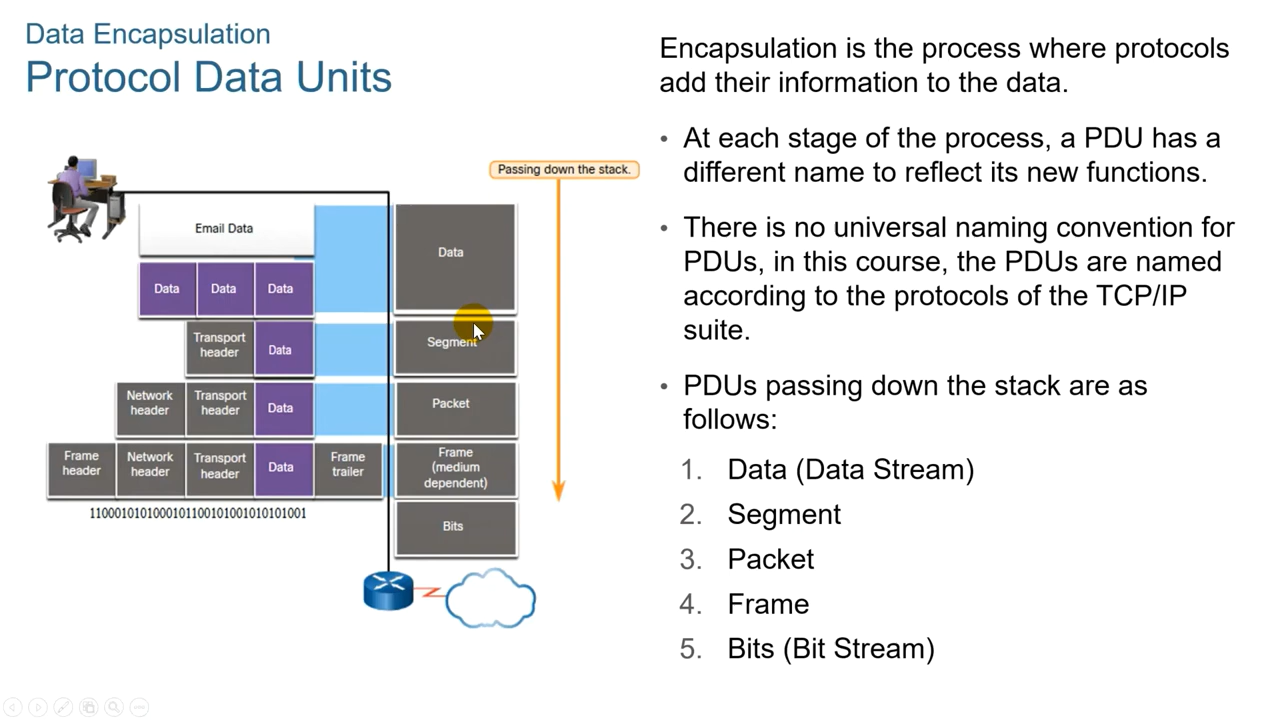 Data Encapsulation
Protocol Data Units
Passing down the stack.
Email Data
Data
Data Data Data
Segment
Transport
header
Data
Packet
Network
header
Transport
header
Data
Frame
(medium
dependent)
Frame
header
Network
header
Transport
header
Data
Frame
trailer
Bits
Encapsulation is the process where protocols
add their information to the data.
• At each stage of the process, a PDU has a
different name to reflect its new functions.
• There is no universal naming convention for
PDUs, in this course, the PDUs are named
according to the protocols of the TCP/IP
suite.
• PDUs passing down the stack are as
follows:
1. Data (Data Stream)
2. Segment
3. Packet
4. Frame
5. Bits (Bit Stream)